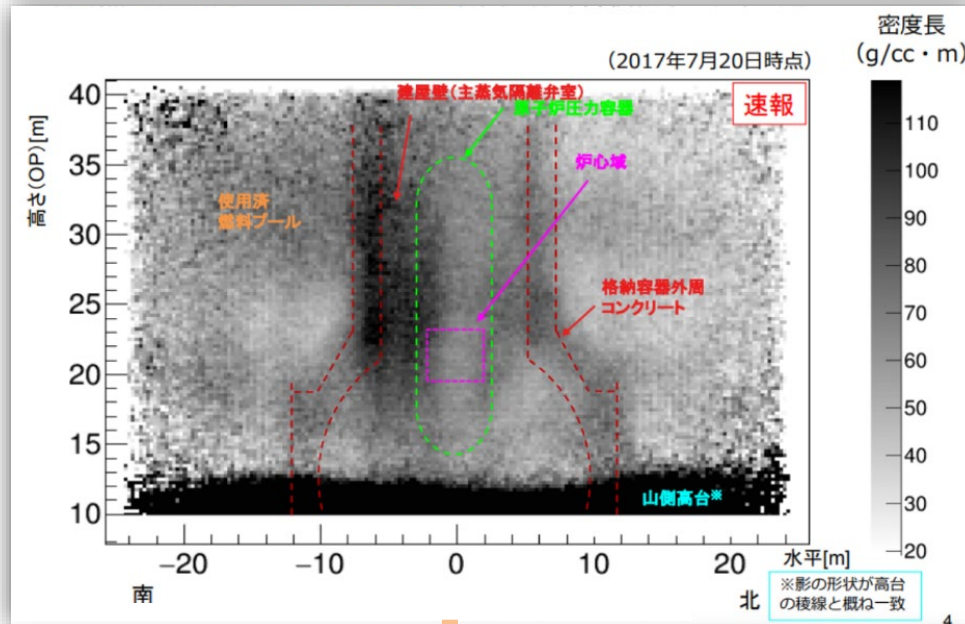 密度長
(g/cc・m)
(2017年7月20日時点)
速報
建屋壁(主蒸気隔離弁室)
原子炉圧力容器
炉心域
使用済
燃料プール
格納容器外周
コンクリート
山側高台※
高さ(OP)[m]
40
35
30
25
20
15
10
−20
−10
0
10
20
水平[m]
南
北
110
100
90
80
70
60
50
40
30
20
※影の形状が高台
の稜線と概ね一致
4